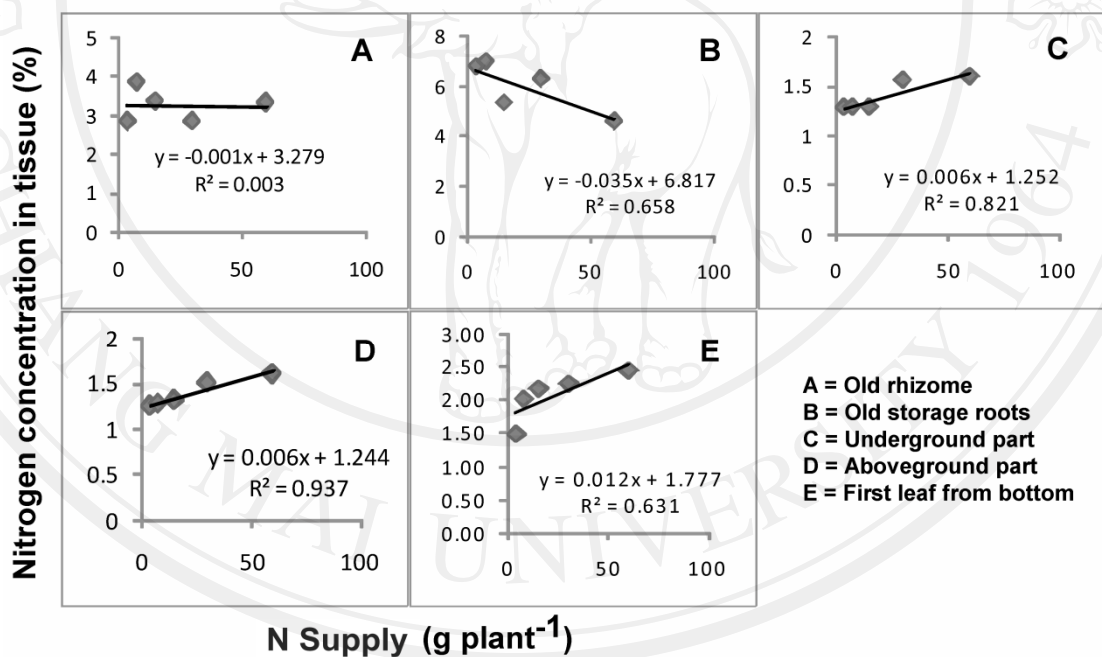 Nitrogen concentration in tissue (%)
A
5
4
3
2
1
0
y = -0.001x + 3.279
R² = 0.003
0 50 100
B
8
6
4
2
0
y = -0.035x + 6.817
R² = 0.658
0 50 100
C
2
1.5
1
0.5
0
y = 0.006x + 1.252
R² = 0.821
0 50 100
D
2
1.5
1
0.5
0
y = 0.006x + 1.244
R² = 0.937
0 50 100
E
3.00
2.50
2.00
1.50
1.00
0.50
0.00
y = 0.012x + 1.777
R² = 0.631
0 50 100
A = Old rhizome
B = Old storage roots
C = Underground part
D = Aboveground part
E = First leaf from bottom
N Supply (g plant⁻¹)
CHIANG MAI UNIVERSITY 1964